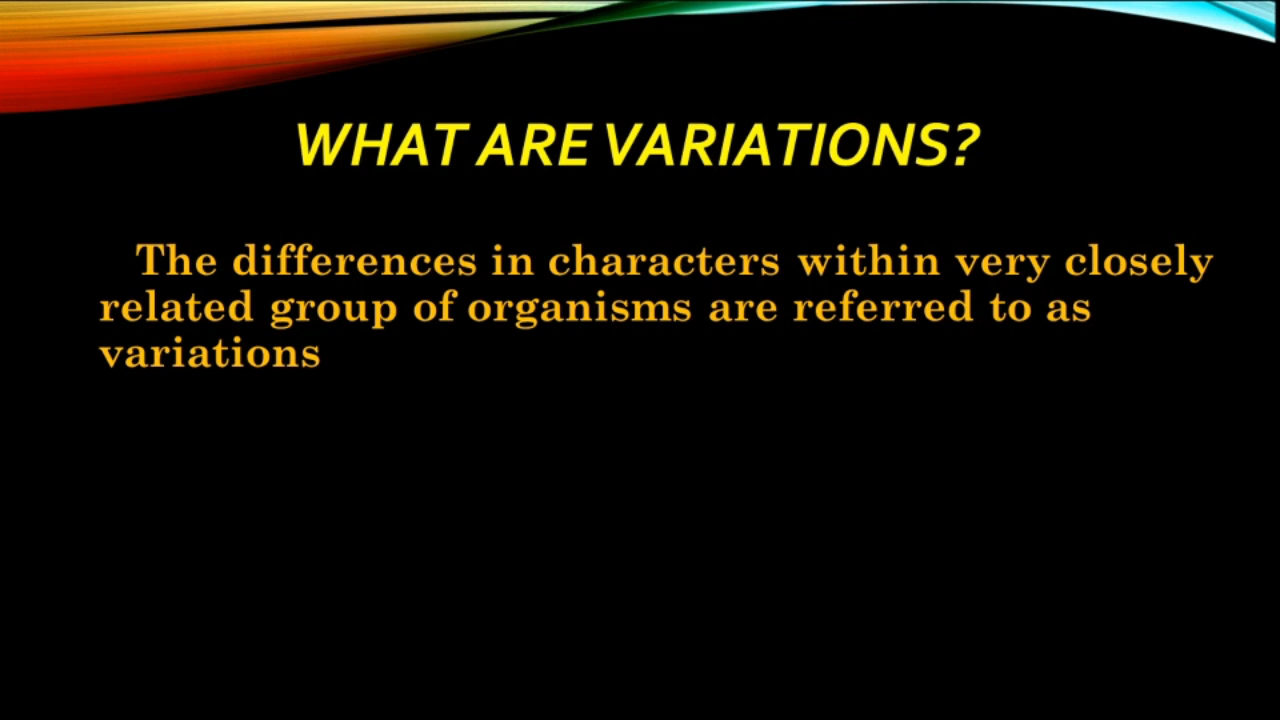 WHAT ARE VARIATIONS?
The differences in characters within very closely
related group of organisms are referred to as
variations